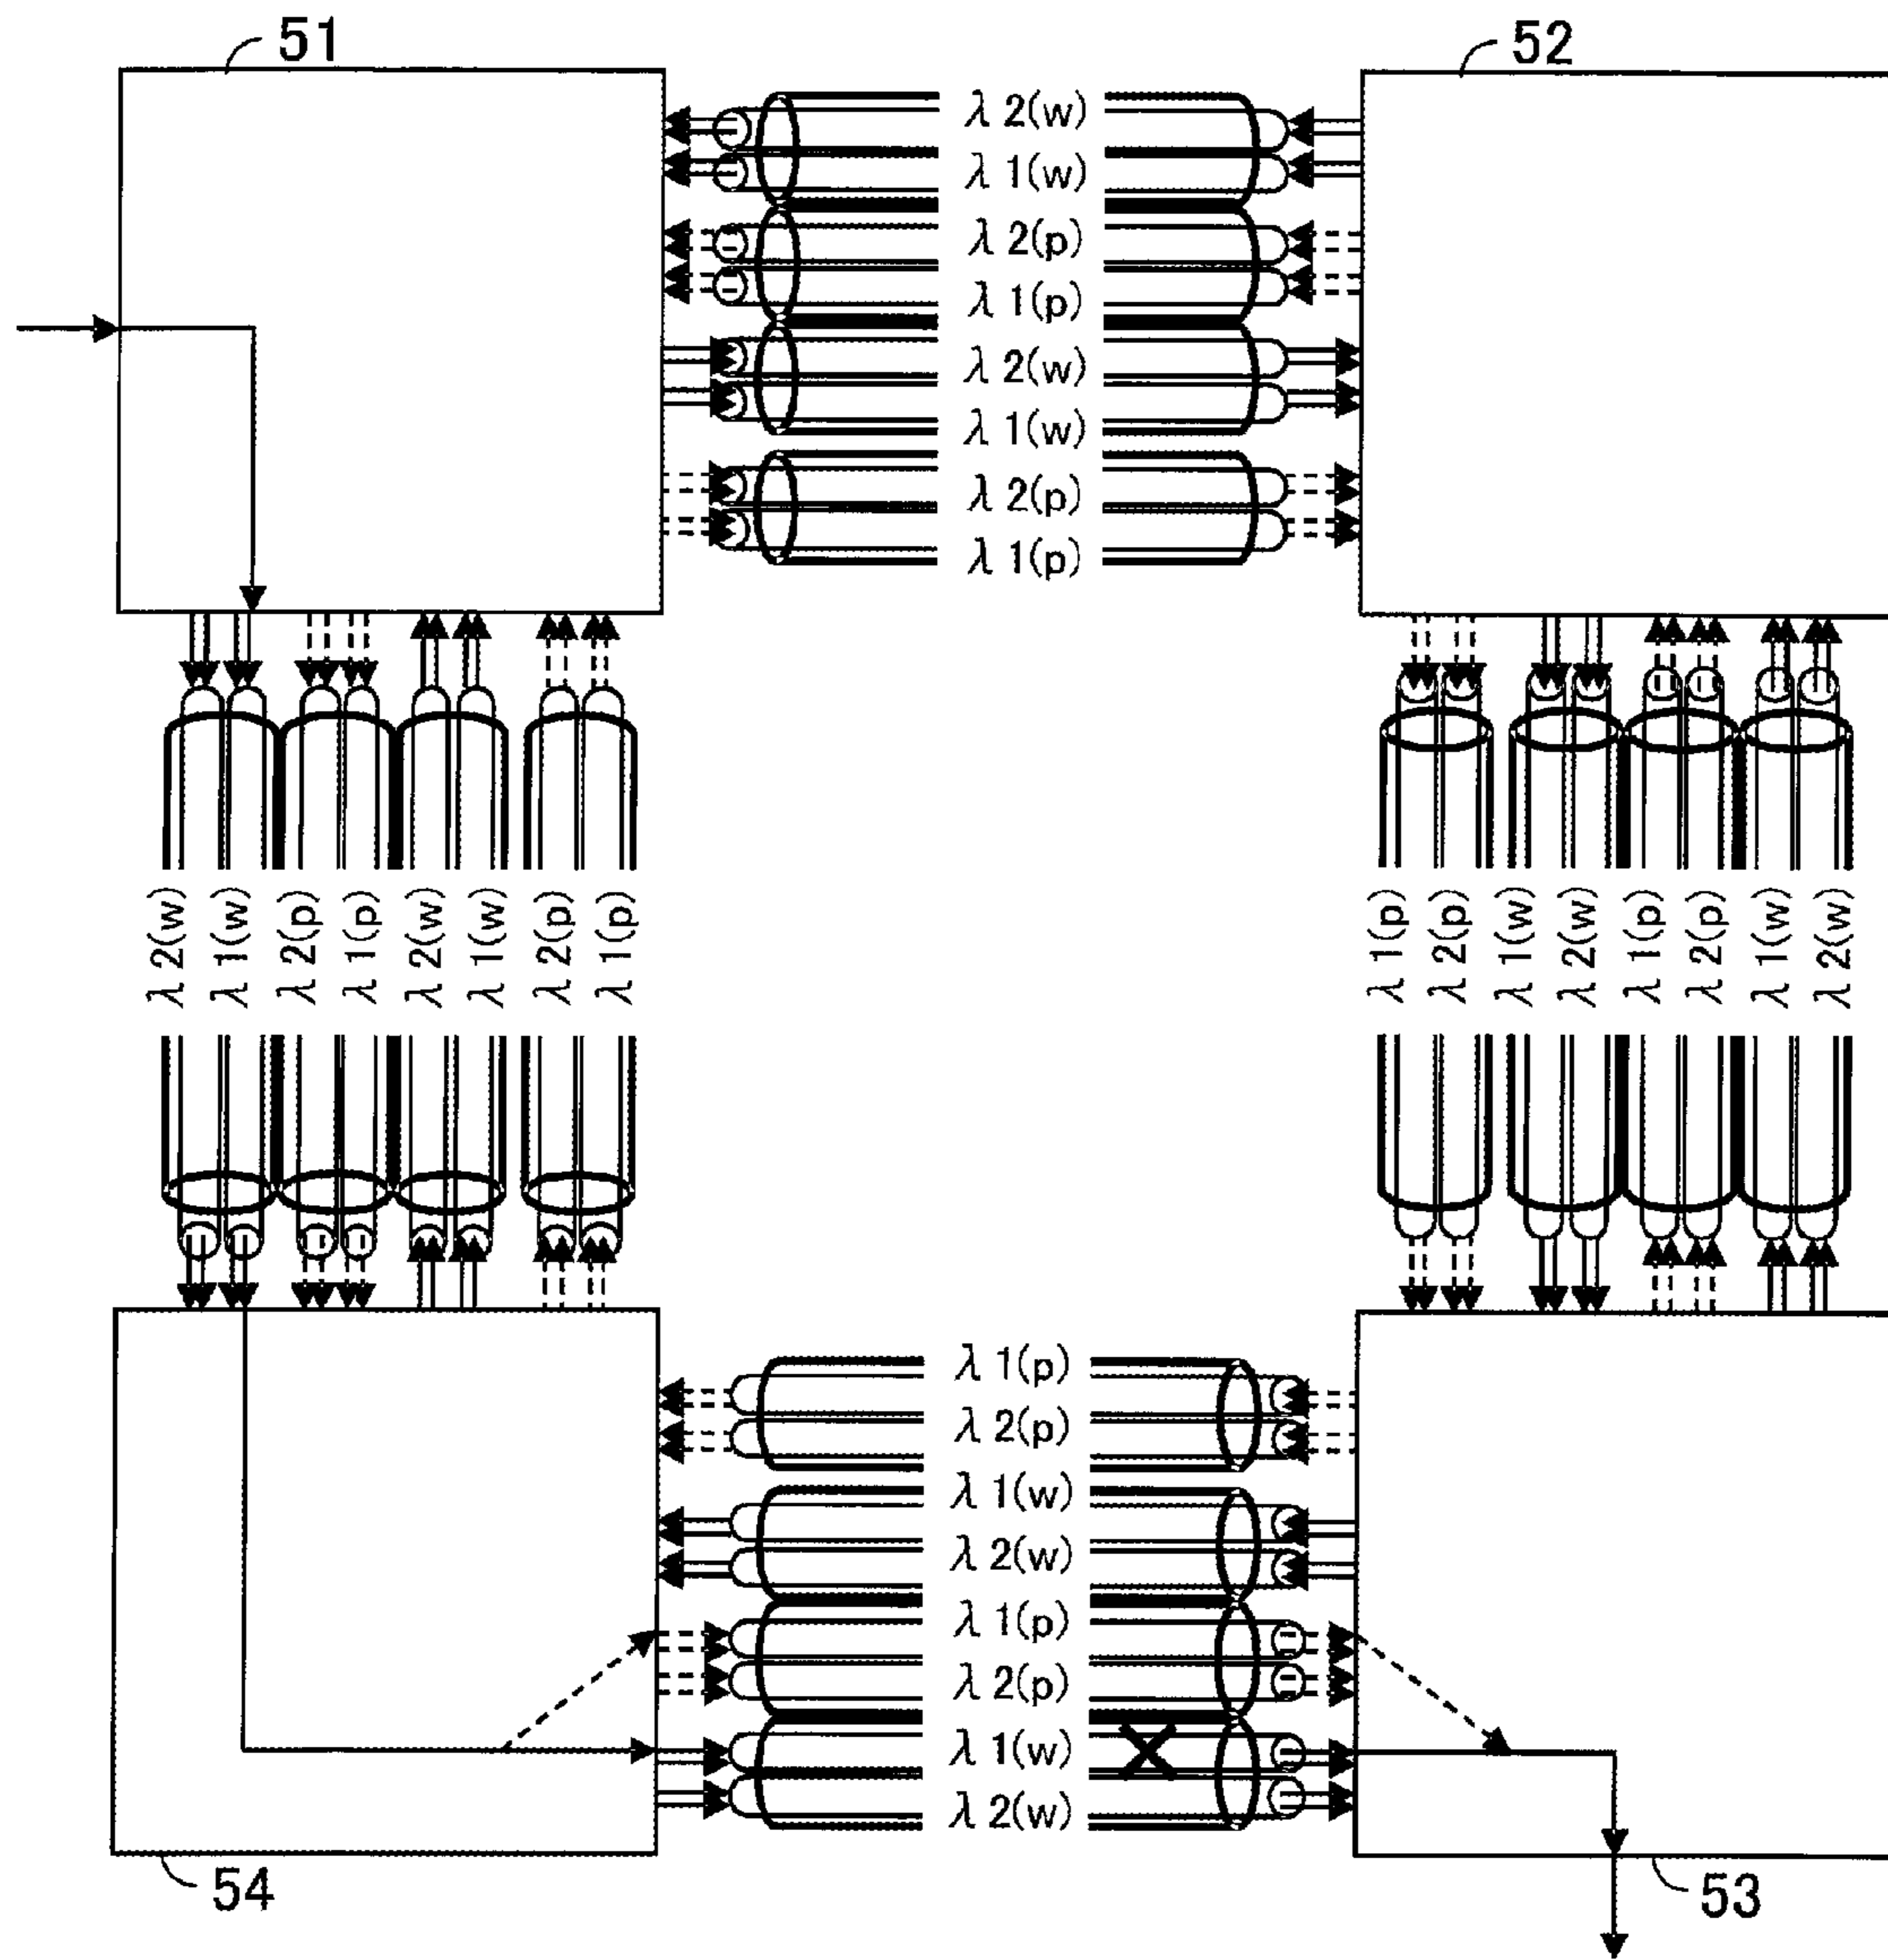 51
52
λ 2(w)
λ 1(w)
λ 2(p)
λ 1(p)
λ 2(w)
λ 1(w)
λ 2(p)
λ 1(p)
λ 2(w)
λ 1(w)
λ 2(p)
λ 1(p)
λ 2(w)
λ 1(w)
λ 2(p)
λ 1(p)
λ 1(p)
λ 2(p)
λ 1(w)
λ 2(w)
λ 1(p)
λ 2(p)
λ 1(w)
λ 2(w)
λ 1(p)
λ 2(p)
λ 1(w)
λ 2(w)
λ 1(p)
λ 2(p)
λ 1(w)
λ 2(w)
54
53